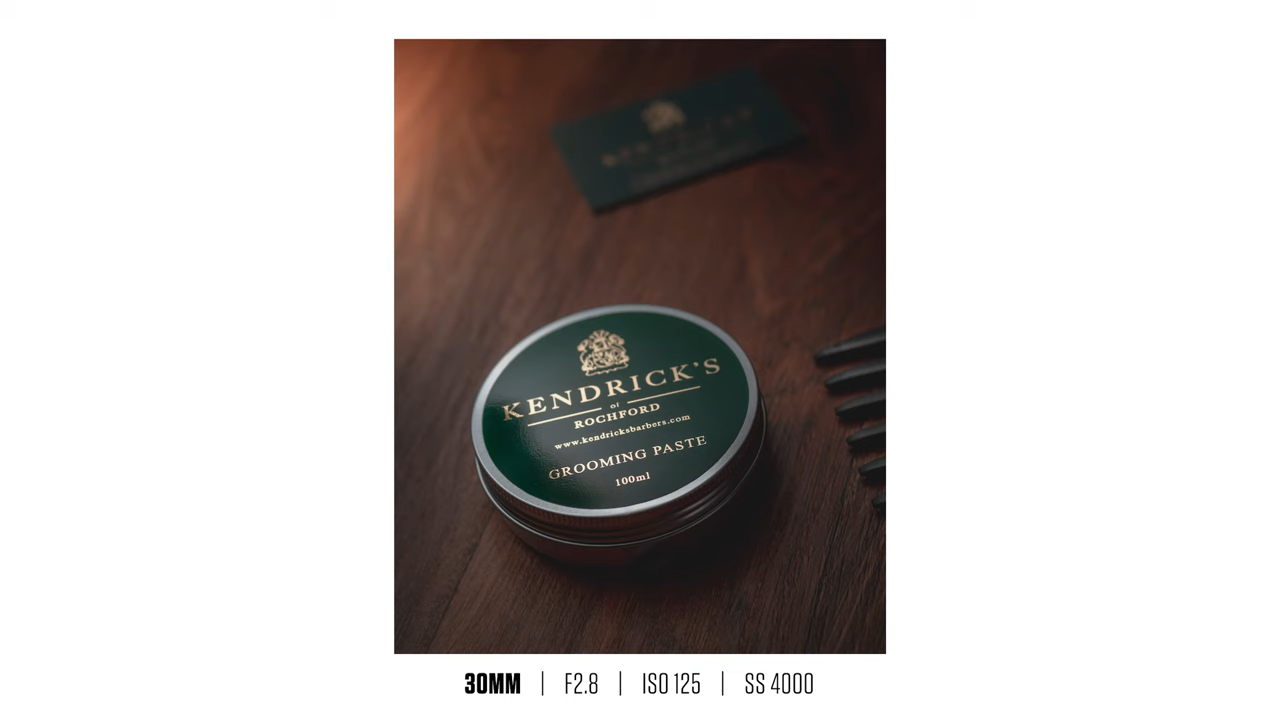 KENDRICK'S
of
ROCHFORD
www.kendricksbarbers.com
GROOMING PASTE
100ml
30MM | F2.8 | ISO 125 | SS 4000